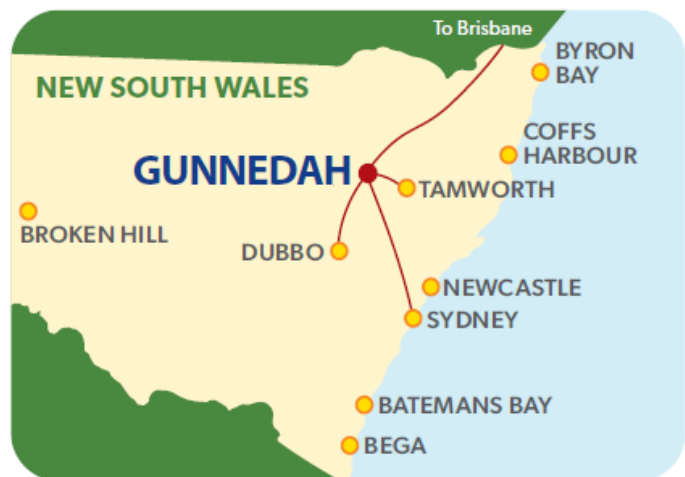 To Brisbane
BYRON
BAY
NEW SOUTH WALES
COFFS
HARBOUR
GUNNEDAH
TAMWORTH
BROKEN HILL
DUBBO
NEWCASTLE
SYDNEY
BATEMANS BAY
BEGA